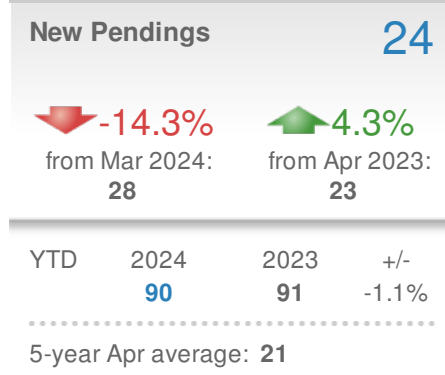 New Pendings 24
-14.3% 4.3%
from Mar 2024: from Apr 2023:
28 23
YTD 2024 2023 +/-
90 91 -1.1%
5-year Apr average: 21